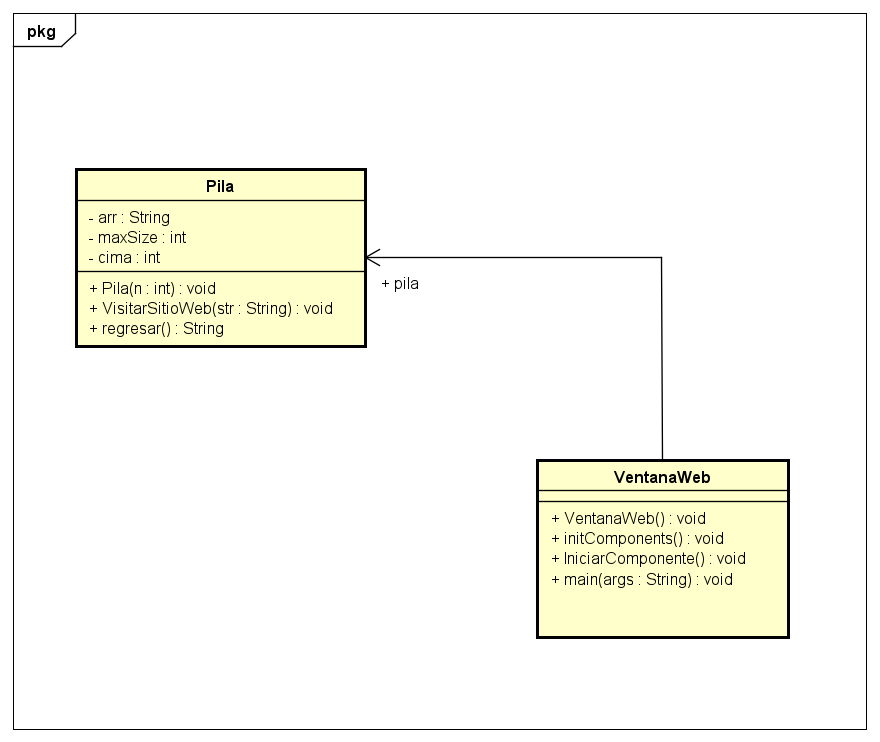 pkg
Pila
- arr : String
- maxSize : int
- cima : int
+ Pila(n : int) : void
+ VisitarSitioWeb(str : String) : void
+ regresar() : String
+ pila
VentanaWeb
+ VentanaWeb() : void
+ initComponents() : void
+ IniciarComponente() : void
+ main(args : String) : void